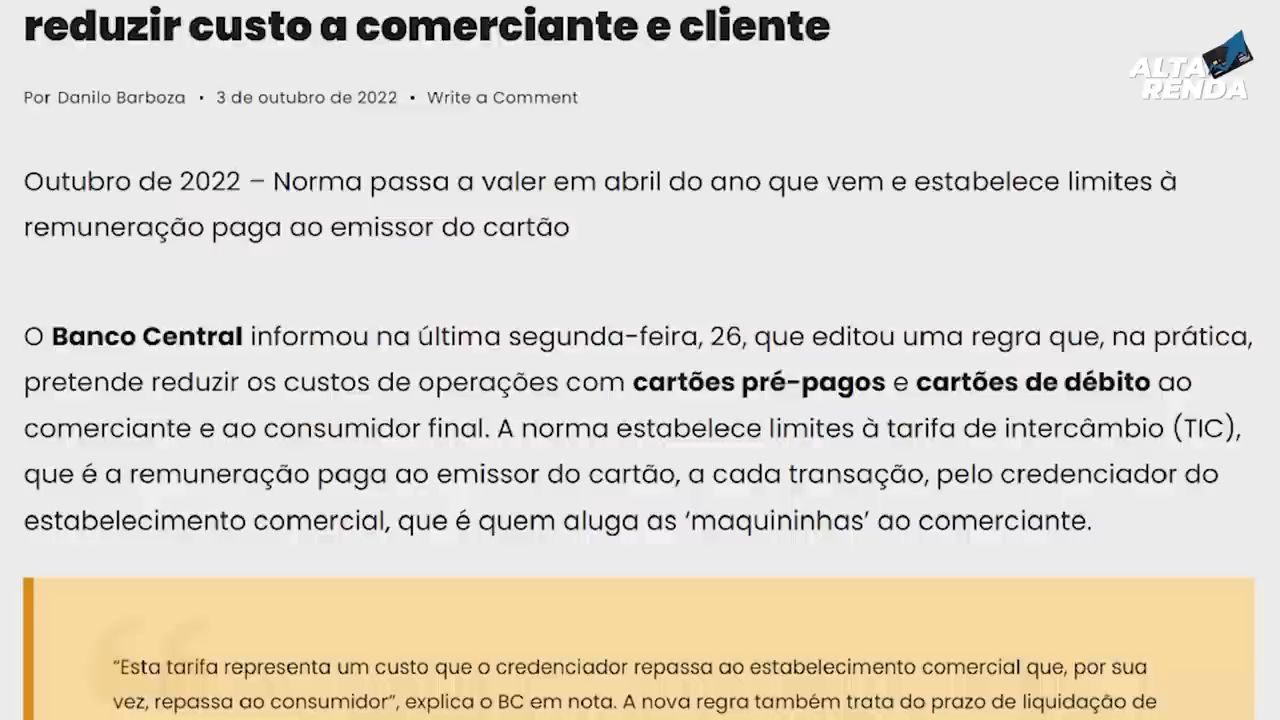 reduzir custo a comerciante e cliente
ALTA
RENDA
Por Danilo Barboza • 3 de outubro de 2022 • Write a Comment
Outubro de 2022 – Norma passa a valer em abril do ano que vem e estabelece limites à
remuneração paga ao emissor do cartão
O Banco Central informou na última segunda-feira, 26, que editou uma regra que, na prática,
pretende reduzir os custos de operações com cartões pré-pagos e cartões de débito ao
comerciante e ao consumidor final. A norma estabelece limites à tarifa de intercâmbio (TIC),
que é a remuneração paga ao emissor do cartão, a cada transação, pelo credenciador do
estabelecimento comercial, que é quem aluga as ‘maquininhas’ ao comerciante.
“Esta tarifa representa um custo que o credenciador repassa ao estabelecimento comercial que, por sua
vez, repassa ao consumidor”, explica o BC em nota. A nova regra também trata do prazo de liquidação de